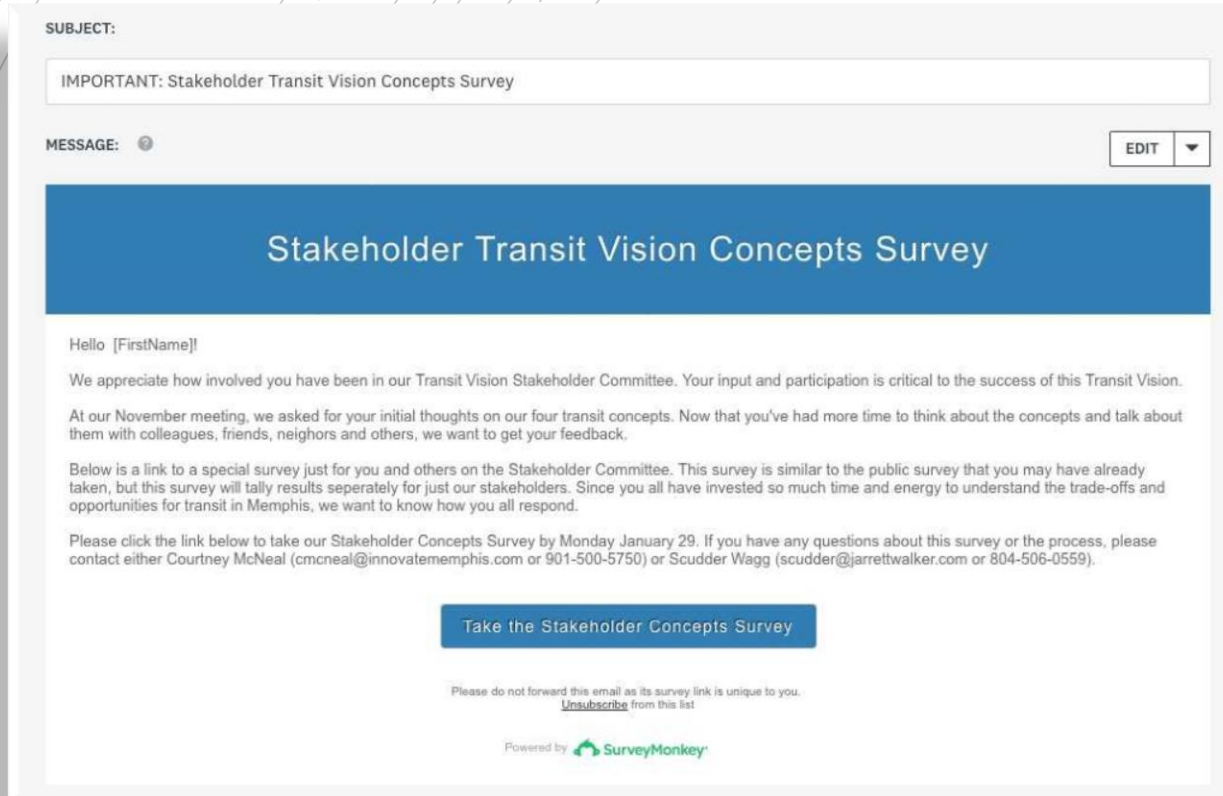 SUBJECT:
IMPORTANT: Stakeholder Transit Vision Concepts Survey
MESSAGE: ?
EDIT
Stakeholder Transit Vision Concepts Survey
Hello [FirstName]!
We appreciate how involved you have been in our Transit Vision Stakeholder Committee. Your input and participation is critical to the success of this Transit Vision.
At our November meeting, we asked for your initial thoughts on our four transit concepts. Now that you've had more time to think about the concepts and talk about
them with colleagues, friends, neighors and others, we want to get your feedback.
Below is a link to a special survey just for you and others on the Stakeholder Committee. This survey is similar to the public survey that you may have already
taken, but this survey will tally results seperately for just our stakeholders. Since you all have invested so much time and energy to understand the trade-offs and
opportunities for transit in Memphis, we want to know how you all respond.
Please click the link below to take our Stakeholder Concepts Survey by Monday January 29. If you have any questions about this survey or the process, please
contact either Courtney McNeal (cmcneal@innovatememphis.com or 901-500-5750) or Scudder Wagg (scudder@jarrettwalker.com or 804-506-0559).
Take the Stakeholder Concepts Survey
Please do not forward this email as its survey link is unique to you.
Unsubscribe from this list
Powered by SurveyMonkey